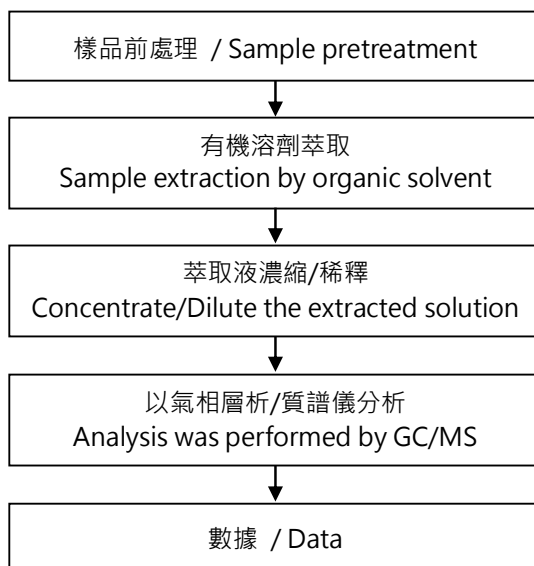 樣品前處理 / Sample pretreatment
有機溶劑萃取
Sample extraction by organic solvent
萃取液濃縮/稀釋
Concentrate/Dilute the extracted solution
以氣相層析/質譜儀分析
Analysis was performed by GC/MS
數據 / Data